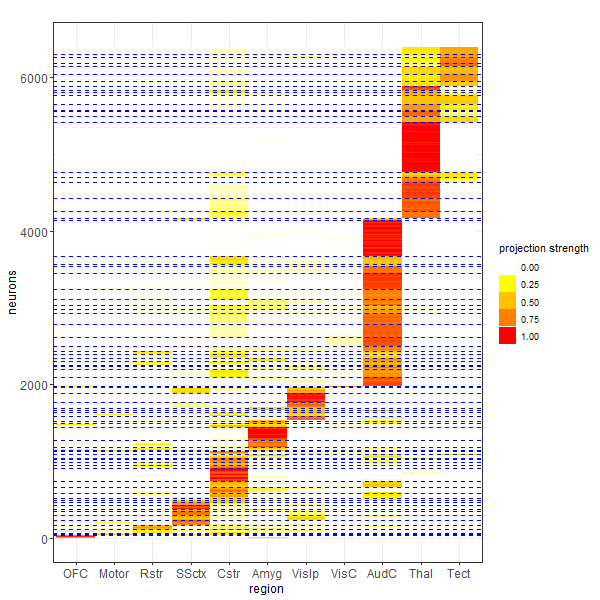 6000
4000
2000
0
neurons
OFC Motor Rstr SSctx Cstr Amyg VisIp VisC AudC Thal Tect
region
projection strength
0.00
0.25
0.50
0.75
1.00